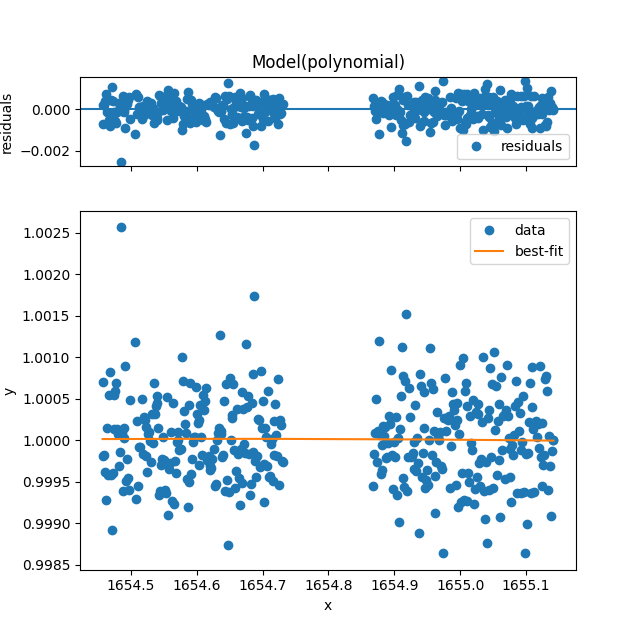 Model(polynomial)
residuals
0.000
−0.002
residuals
y
1.0025
1.0020
1.0015
1.0010
1.0005
1.0000
0.9995
0.9990
0.9985
data
best-fit
1654.5 1654.6 1654.7 1654.8 1654.9 1655.0 1655.1
x